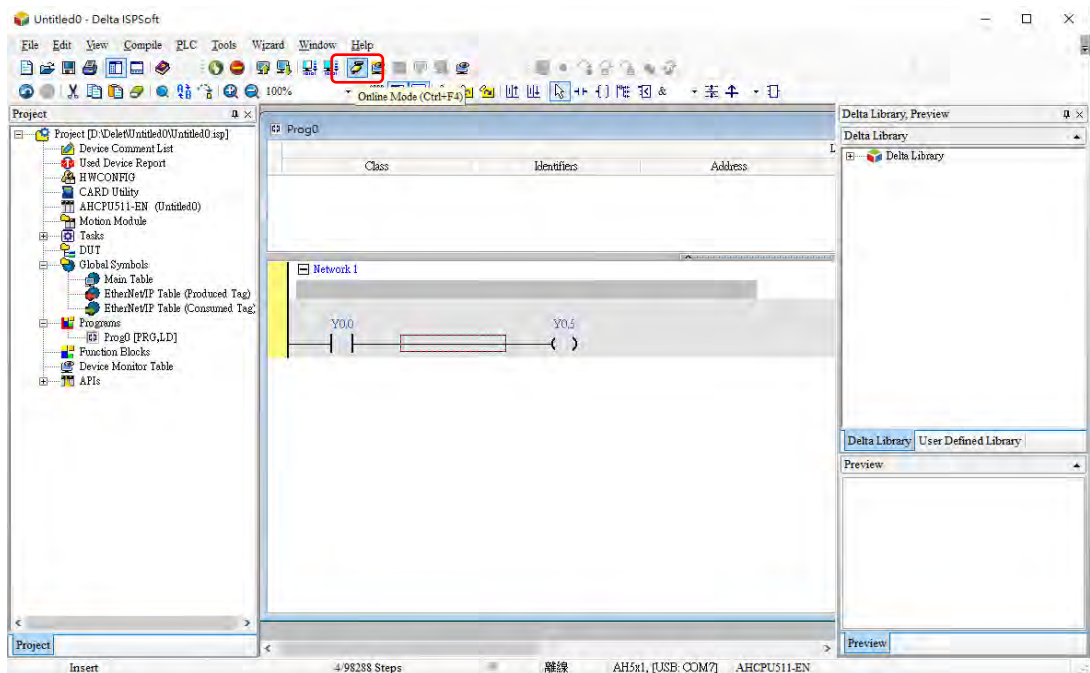 Untitled0 - Delta ISPSoft
File Edit View Compile PLC Tools Wizard Window Help
100%
Online Mode (Ctrl+F4)
Project
Project [D:\Delet\Untitled0\Untitled0.isp]
Device Comment List
Used Device Report
HWCONFIG
CARD Utility
AHCPU511-EN (Untitled0)
Motion Module
Tasks
DUT
Global Symbols
Main Table
EtherNet/IP Table (Produced Tag)
EtherNet/IP Table (Consumed Tag)
Programs
Prog0 [PRG,LD]
Function Blocks
Device Monitor Table
APIs
Project
Prog0
L
Class Identifiers Address
Network 1
Y0.0 Y0.5
Delta Library, Preview
Delta Library
Delta Library
Delta Library User Defined Library
Preview
Preview
Insert 4/98288 Steps 離線 AH5x1, [USB: COM7] AHCPU511-EN